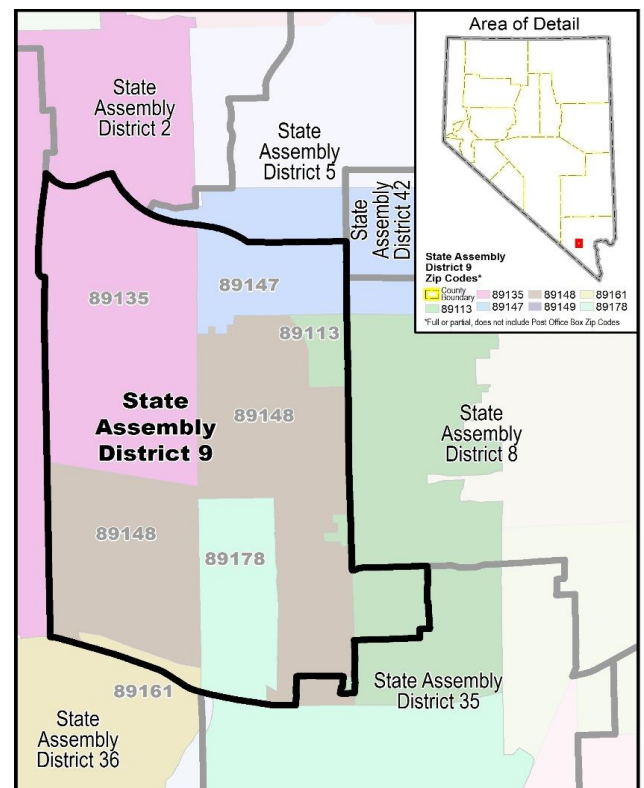 Area of Detail
State Assembly
District 9
Zip Codes*
County
Boundary
89135
89148
89161
89113
89147
89149
89178
*Full or partial, does not include Post Office Box Zip Codes
State
Assembly
District 2
State
Assembly
District 5
State
Assembly
District 42
89135
89147
89113
State
Assembly
District 9
89148
State
Assembly
District 8
89148
89178
89161
State Assembly
District 35
State
Assembly
District 36